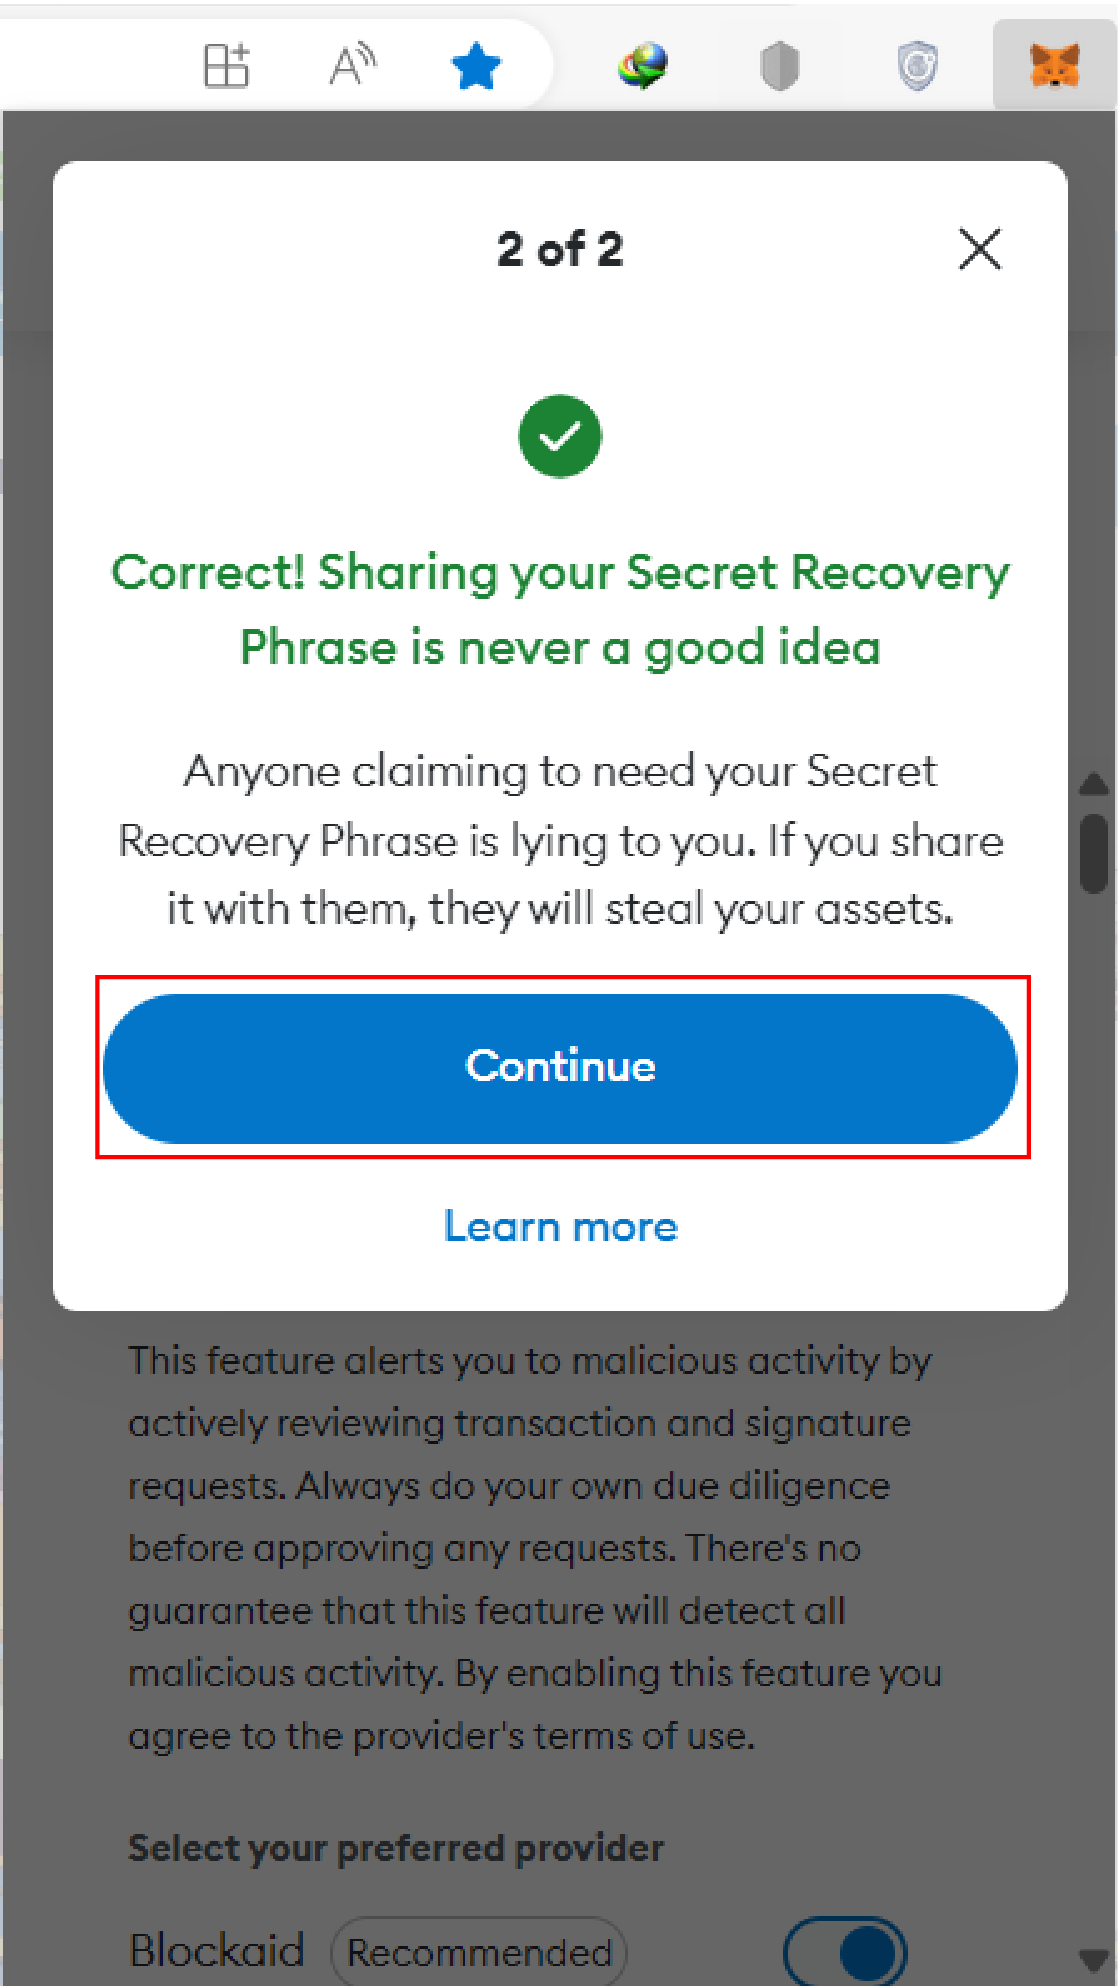 2 of 2
Correct! Sharing your Secret Recovery
Phrase is never a good idea
Anyone claiming to need your Secret
Recovery Phrase is lying to you. If you share
it with them, they will steal your assets.
Continue
Learn more
This feature alerts you to malicious activity by
actively reviewing transaction and signature
requests. Always do your own due diligence
before approving any requests. There's no
guarantee that this feature will detect all
malicious activity. By enabling this feature you
agree to the provider's terms of use.
Select your preferred provider
Blockaid Recommended